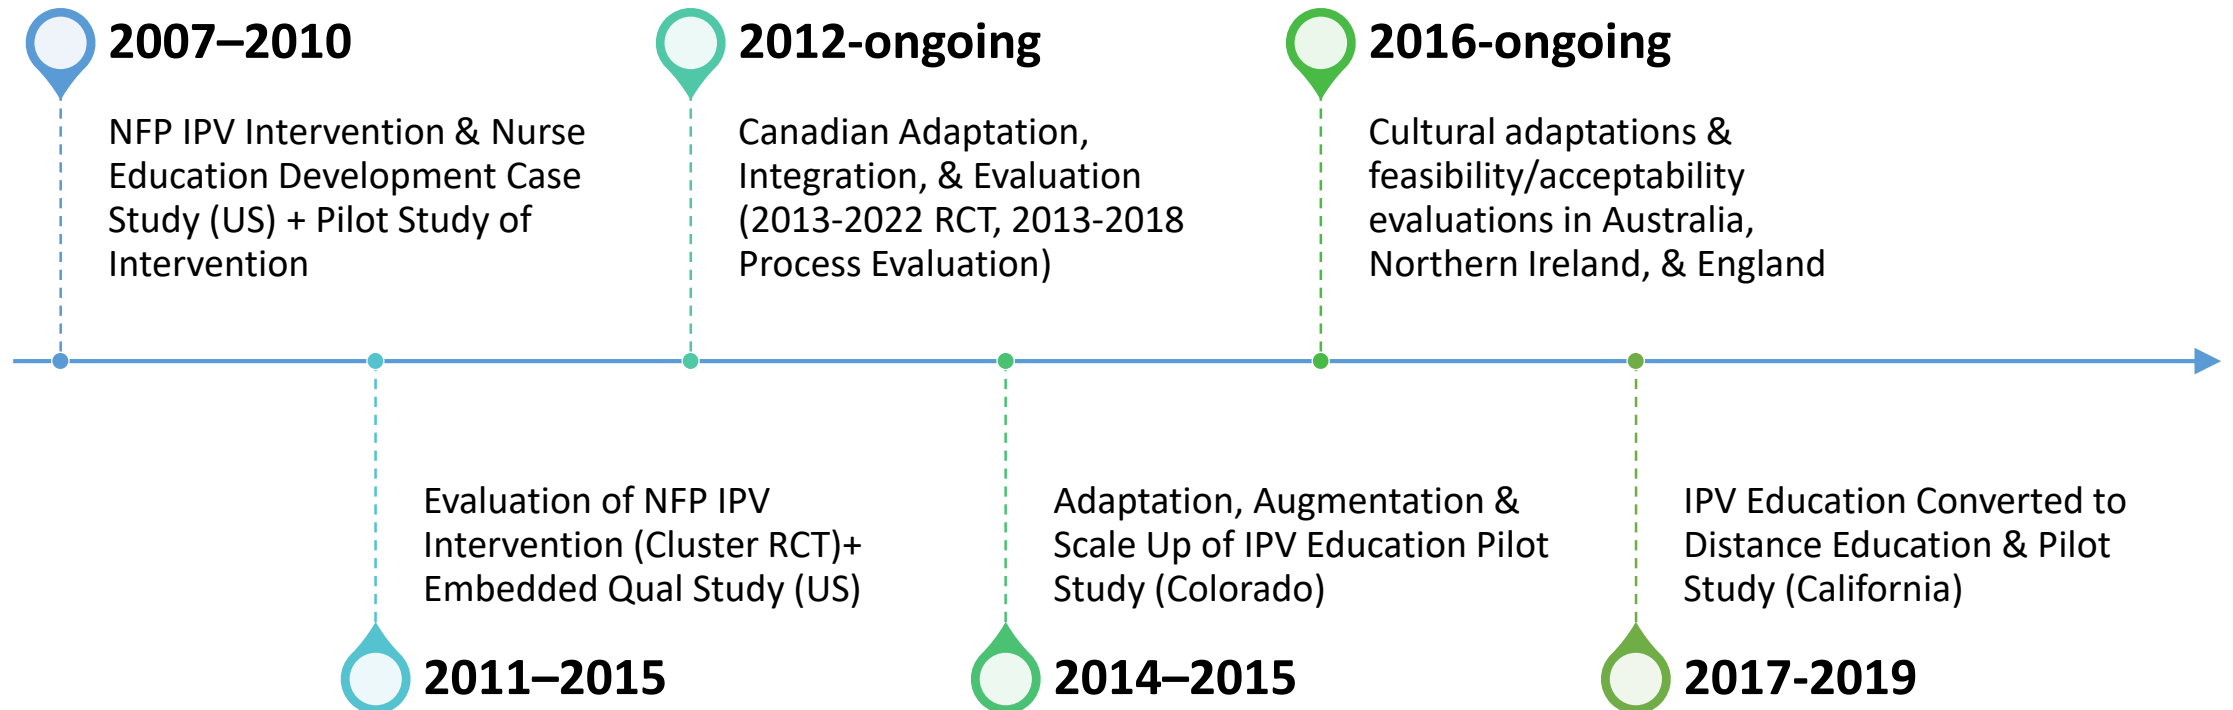 2007–2010
NFP IPV Intervention & Nurse
Education Development Case
Study (US) + Pilot Study of
Intervention
2012-ongoing
Canadian Adaptation,
Integration, & Evaluation
(2013-2022 RCT, 2013-2018
Process Evaluation)
2016-ongoing
Cultural adaptations &
feasibility/acceptability
evaluations in Australia,
Northern Ireland, & England
Evaluation of NFP IPV
Intervention (Cluster RCT)+
Embedded Qual Study (US)
2011–2015
Adaptation, Augmentation &
Scale Up of IPV Education Pilot
Study (Colorado)
2014–2015
IPV Education Converted to
Distance Education & Pilot
Study (California)
2017-2019